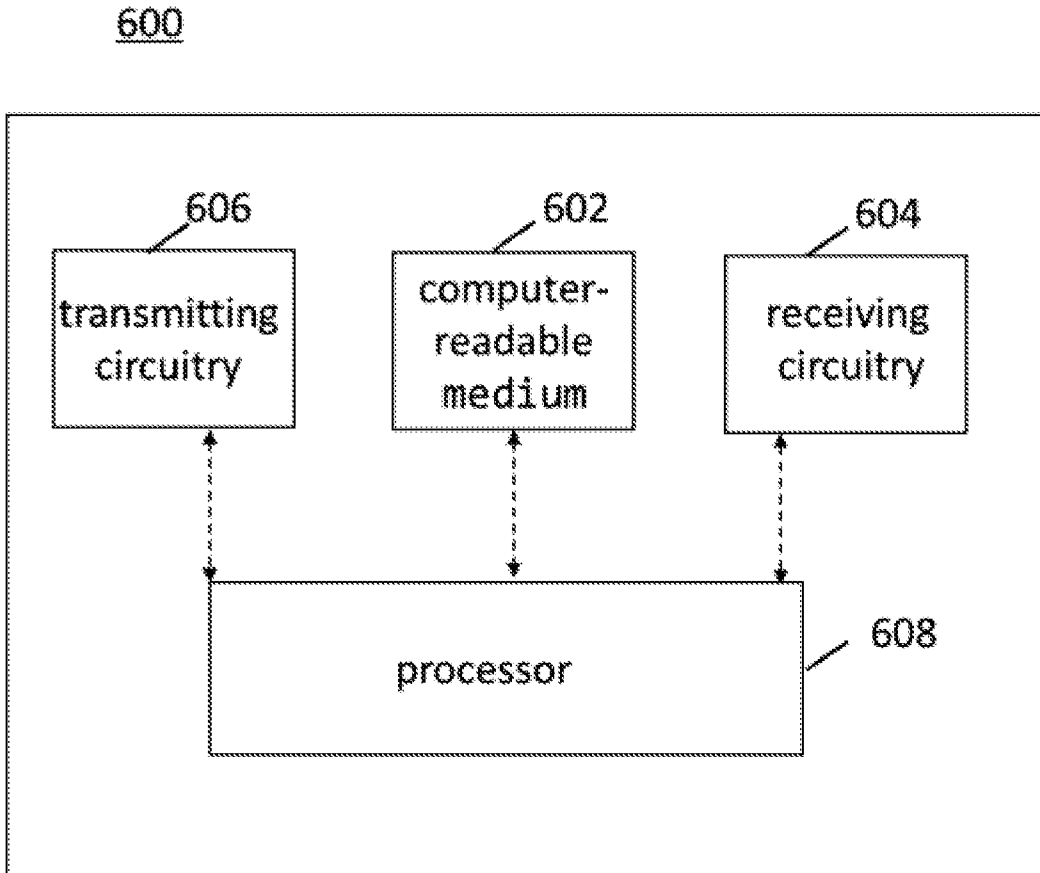 600
606
602
604
transmitting
circuitry
computer-
readable
medium
receiving
circuitry
608
processor